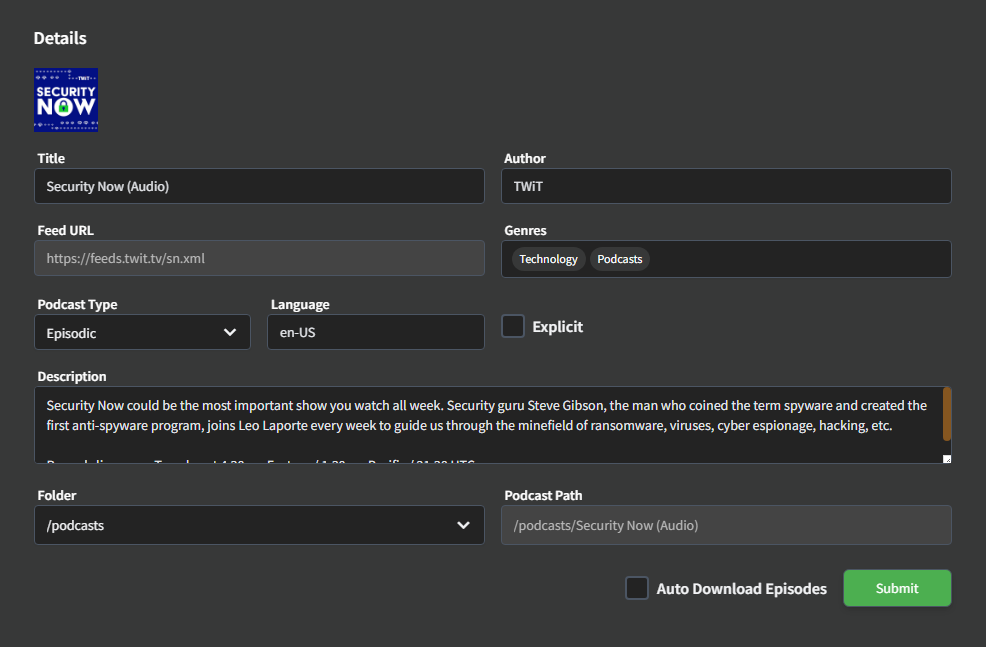 Details
TWiT
SECURITY
NOW
Title
Author
Security Now (Audio)
TWiT
Feed URL
Genres
https://feeds.twit.tv/sn.xml
Technology
Podcasts
Podcast Type
Language
Episodic
en-US
Explicit
Description
Security Now could be the most important show you watch all week. Security guru Steve Gibson, the man who coined the term spyware and created the
first anti-spyware program, joins Leo Laporte every week to guide us through the minefield of ransomware, viruses, cyber espionage, hacking, etc.
Folder
Podcast Path
/podcasts
/podcasts/Security Now (Audio)
Auto Download Episodes
Submit